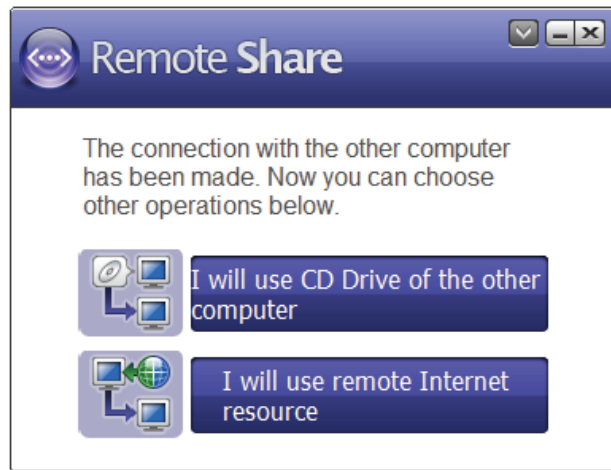 Remote Share
The connection with the other computer
has been made. Now you can choose
other operations below.
I will use CD Drive of the other
computer
I will use remote Internet
resource